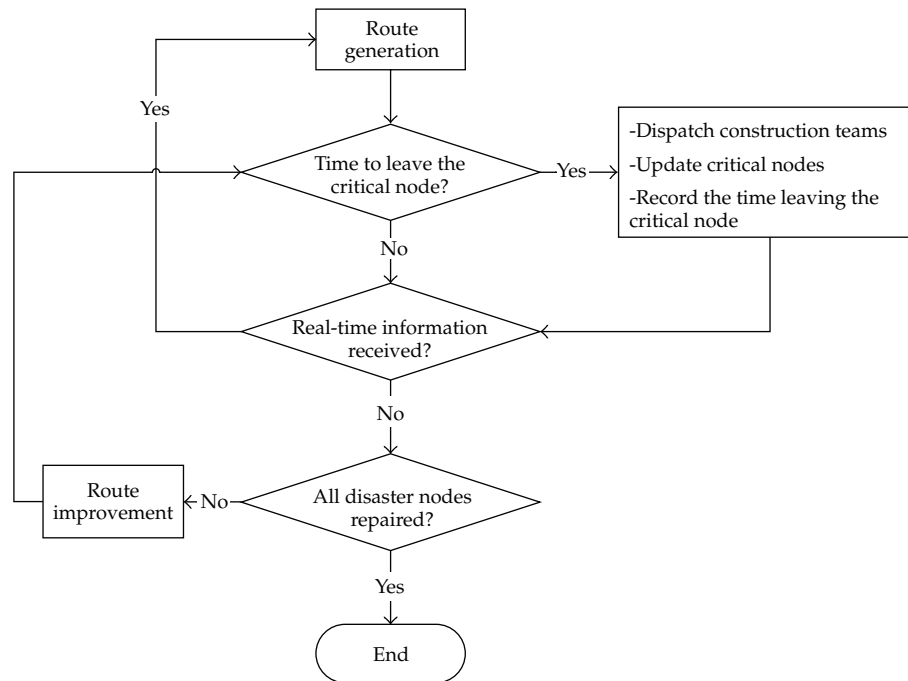 Route
generation
Yes
Time to leave the
critical node?
Yes
-Dispatch construction teams
-Update critical nodes
-Record the time leaving the
critical node
No
Real-time information
received?
No
Route
improvement
No
All disaster nodes
repaired?
Yes
End